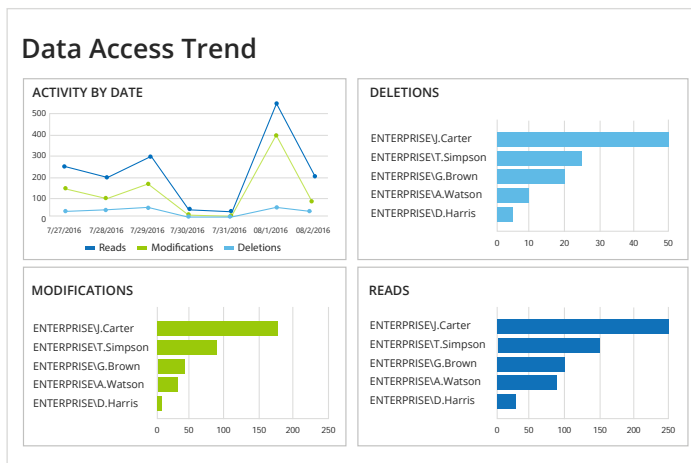 Data Access Trend
ACTIVITY BY DATE
500
400
300
200
100
0
7/27/2016 7/28/2016 7/29/2016 7/30/2016 7/31/2016 08/1/2016 08/2/2016
Reads Modifications Deletions
DELETIONS
ENTERPRISE\J.Carter
ENTERPRISE\T.Simpson
ENTERPRISE\G.Brown
ENTERPRISE\A.Watson
ENTERPRISE\D.Harris
0 10 20 30 40 50
MODIFICATIONS
ENTERPRISE\J.Carter
ENTERPRISE\T.Simpson
ENTERPRISE\G.Brown
ENTERPRISE\A.Watson
ENTERPRISE\D.Harris
0 50 100 150 200 250
READS
ENTERPRISE\J.Carter
ENTERPRISE\T.Simpson
ENTERPRISE\G.Brown
ENTERPRISE\A.Watson
ENTERPRISE\D.Harris
0 50 100 150 200 250